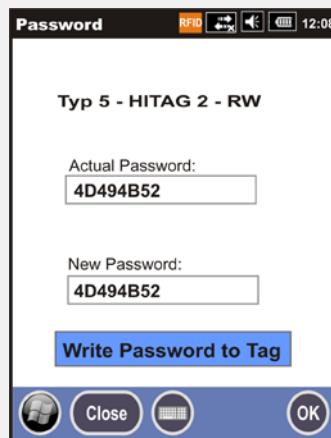 Password RFID 12:08
Typ 5 - HITAG 2 - RW
Actual Password:
4D494B52
New Password:
4D494B52
Write Password to Tag
Close OK